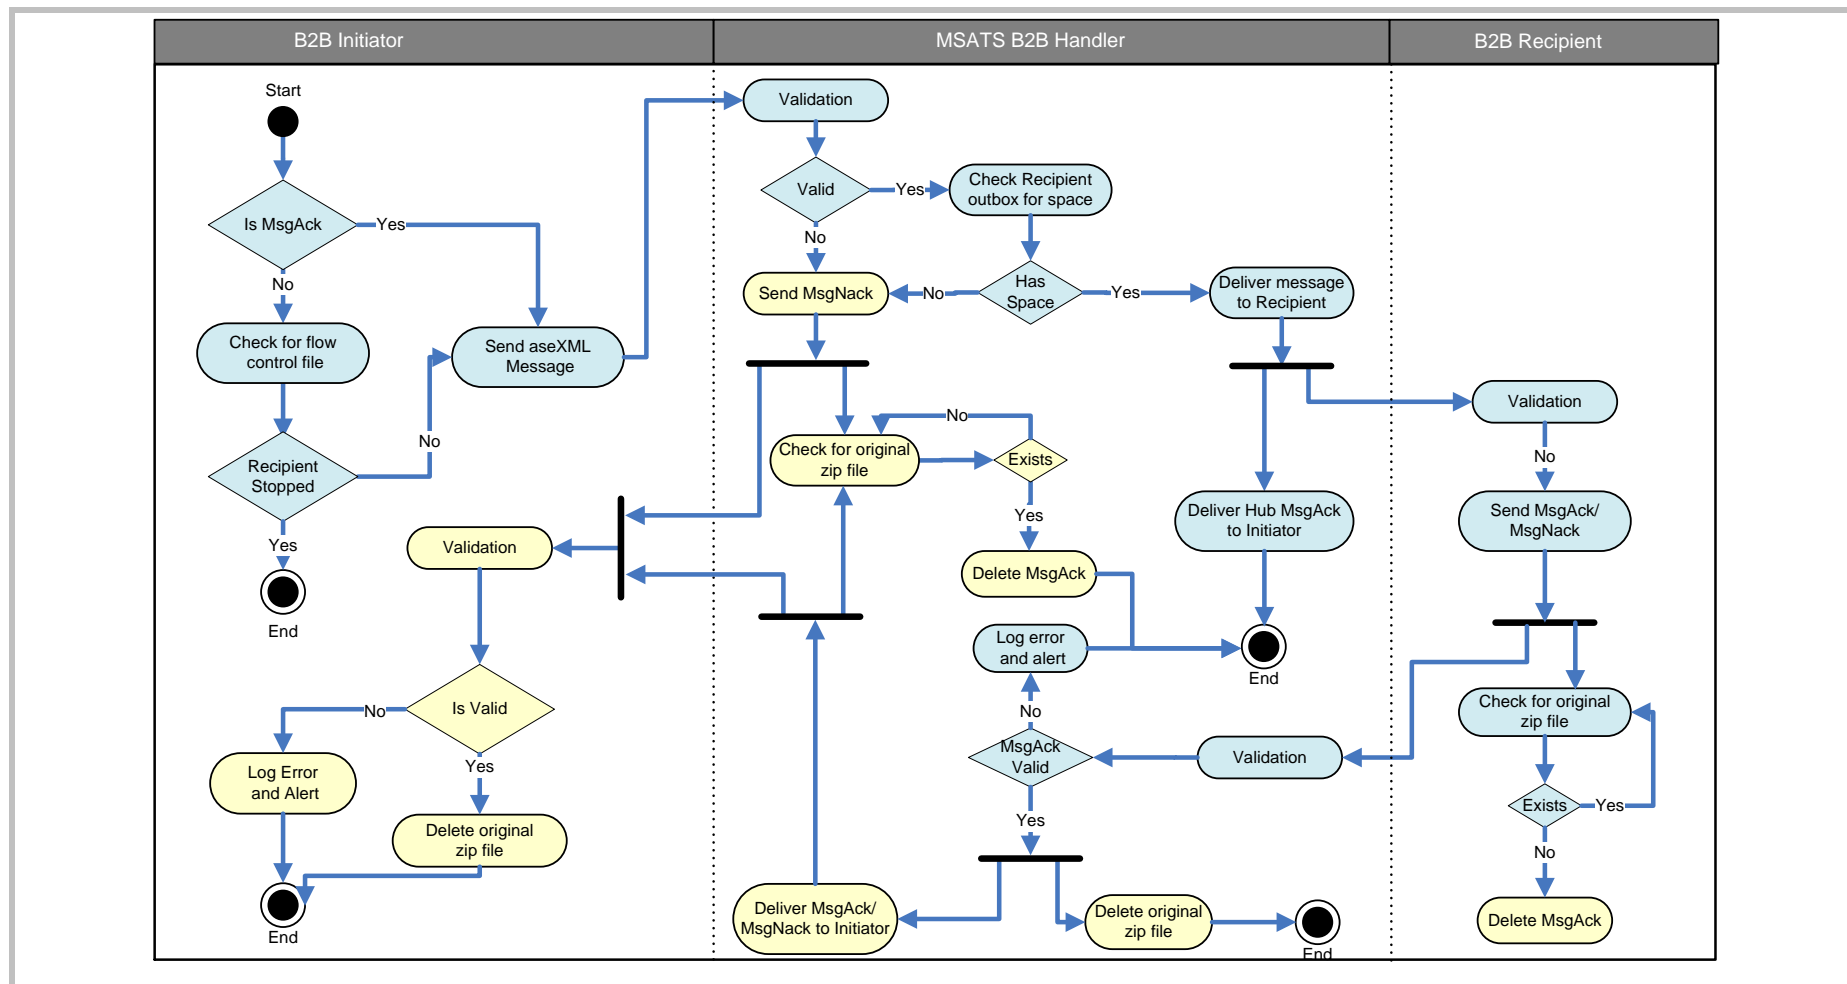 B2B Initiator
MSATS B2B Handler
B2B Recipient
Start
Is MsgAck
Yes
No
Check for flow
control file
Send aseXML
Message
Recipient
Stopped
No
Yes
End
Validation
Valid
Yes
Check Recipient
outbox for space
No
Send MsgNack
No
Has
Space
Yes
Deliver message
to Recipient
Validation
No
Send MsgAck/
MsgNack
Check for original
zip file
No
Exists
Yes
Delete MsgAck
Deliver Hub MsgAck
to Initiator
Log error
and alert
End
No
MsgAck
Valid
Validation
Yes
Validation
Is Valid
No
Yes
Log Error
and Alert
Delete original
zip file
End
Deliver MsgAck/
MsgNack to Initiator
Delete original
zip file
End
Check for original
zip file
Exists
Yes
No
Delete MsgAck